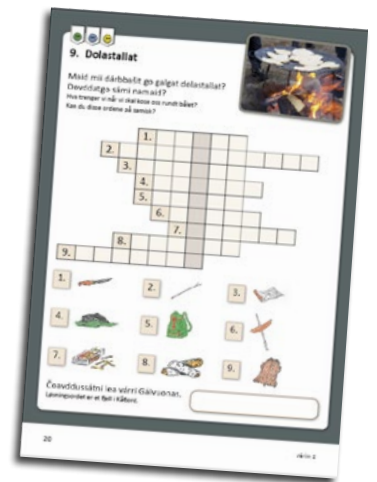 9. Dolastallat
Maid mii dárbbašit go galgat dolastallat?
Dovddatgo sámi namaid?
Hva trenger vi når vi skal kose oss rundt bålet?
Kan du disse ordene på samisk?
1.
2.
3.
4.
5.
6.
7.
8.
9.
1.
2.
3.
4.
5.
6.
7.
8.
9.
Čoavddussátni lea várri Gáivuonas.
Løsningsordet er et fjell i Kåfjord.
20